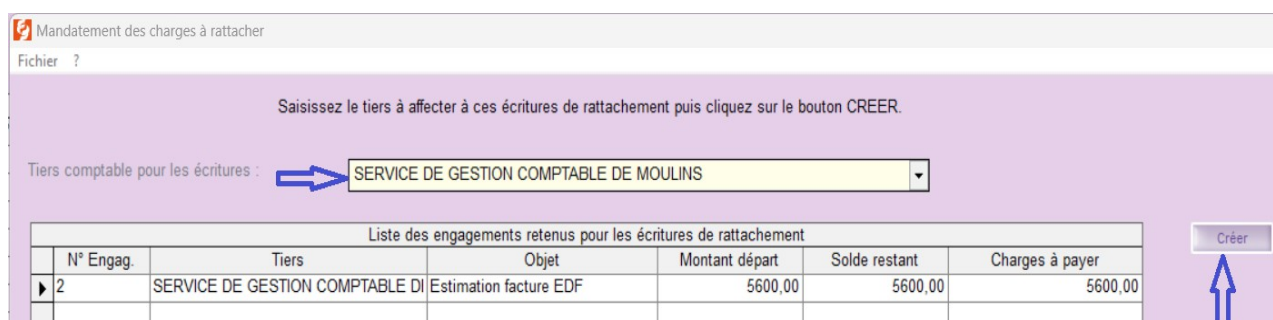 Mandatement des charges à rattacher
Fichier ?
Saisissez le tiers à affecter à ces écritures de rattachement puis cliquez sur le bouton CREER.
Tiers comptable pour les écritures : SERVICE DE GESTION COMPTABLE DE MOULINS
Liste des engagements retenus pour les écritures de rattachement
Créer
N° Engag. Tiers Objet Montant départ Solde restant Charges à payer
2 SERVICE DE GESTION COMPTABLE DI Estimation facture EDF 5600,00 5600,00 5600,00